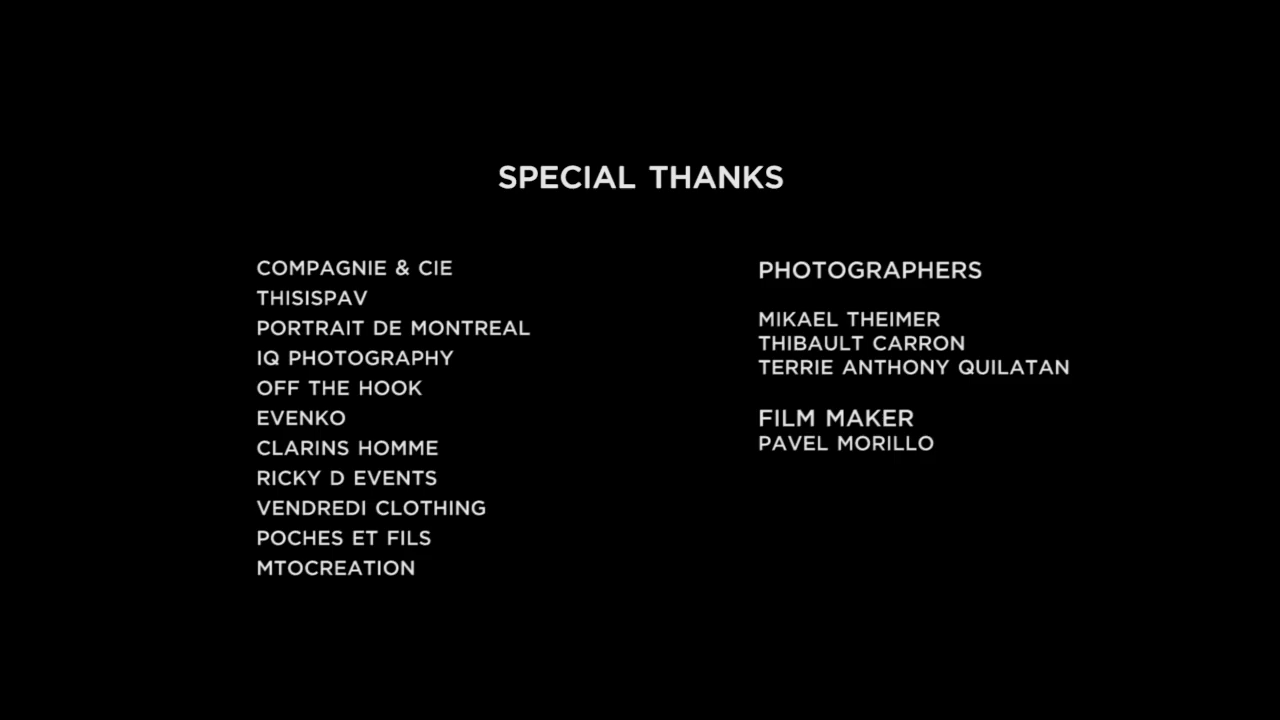 SPECIAL THANKS
COMPAGNIE & CIE
THISISPAV
PORTRAIT DE MONTREAL
IQ PHOTOGRAPHY
OFF THE HOOK
EVENKO
CLARINS HOMME
RICKY D EVENTS
VENDREDI CLOTHING
POCHES ET FILS
MTOCREATION
PHOTOGRAPHERS
MIKAEL THEIMER
THIBAULT CARRON
TERRIE ANTHONY QUILATAN
FILM MAKER
PAVEL MORILLO